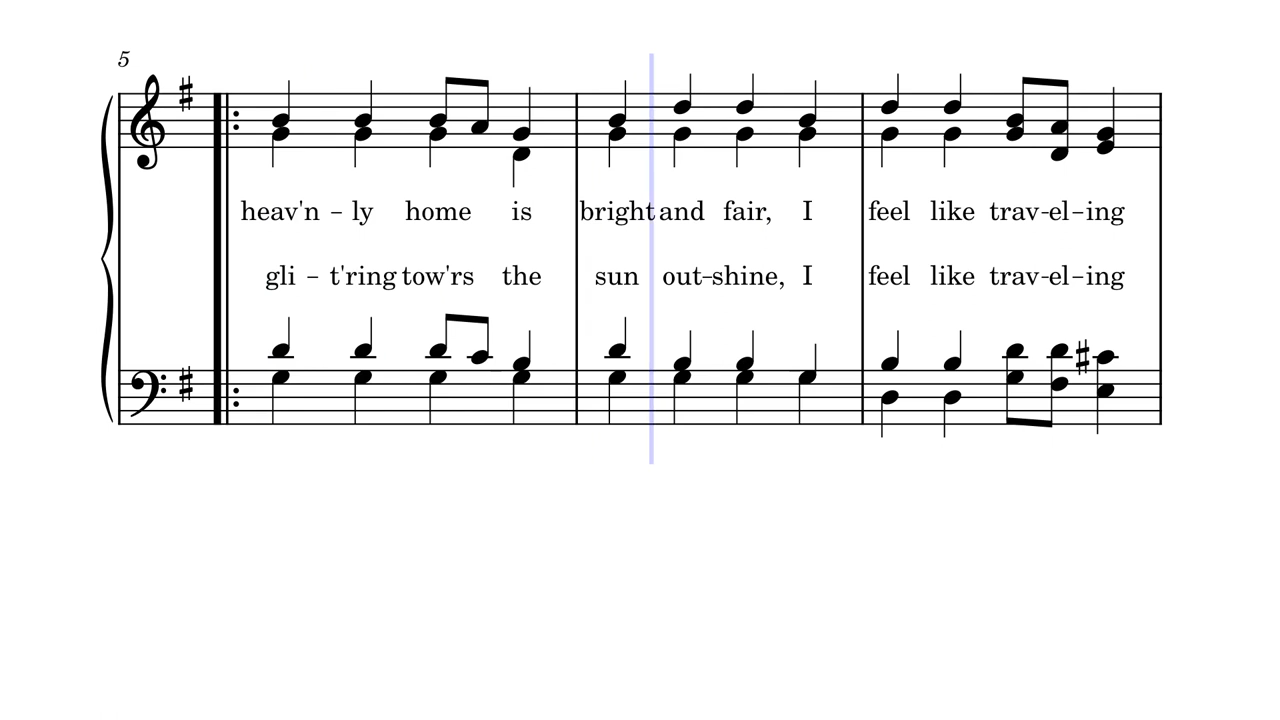 5
heav'n – ly home is bright and fair, I feel like trav-el-ing
gli – t'ring tow'rs the sun out-shine, I feel like trav-el-ing